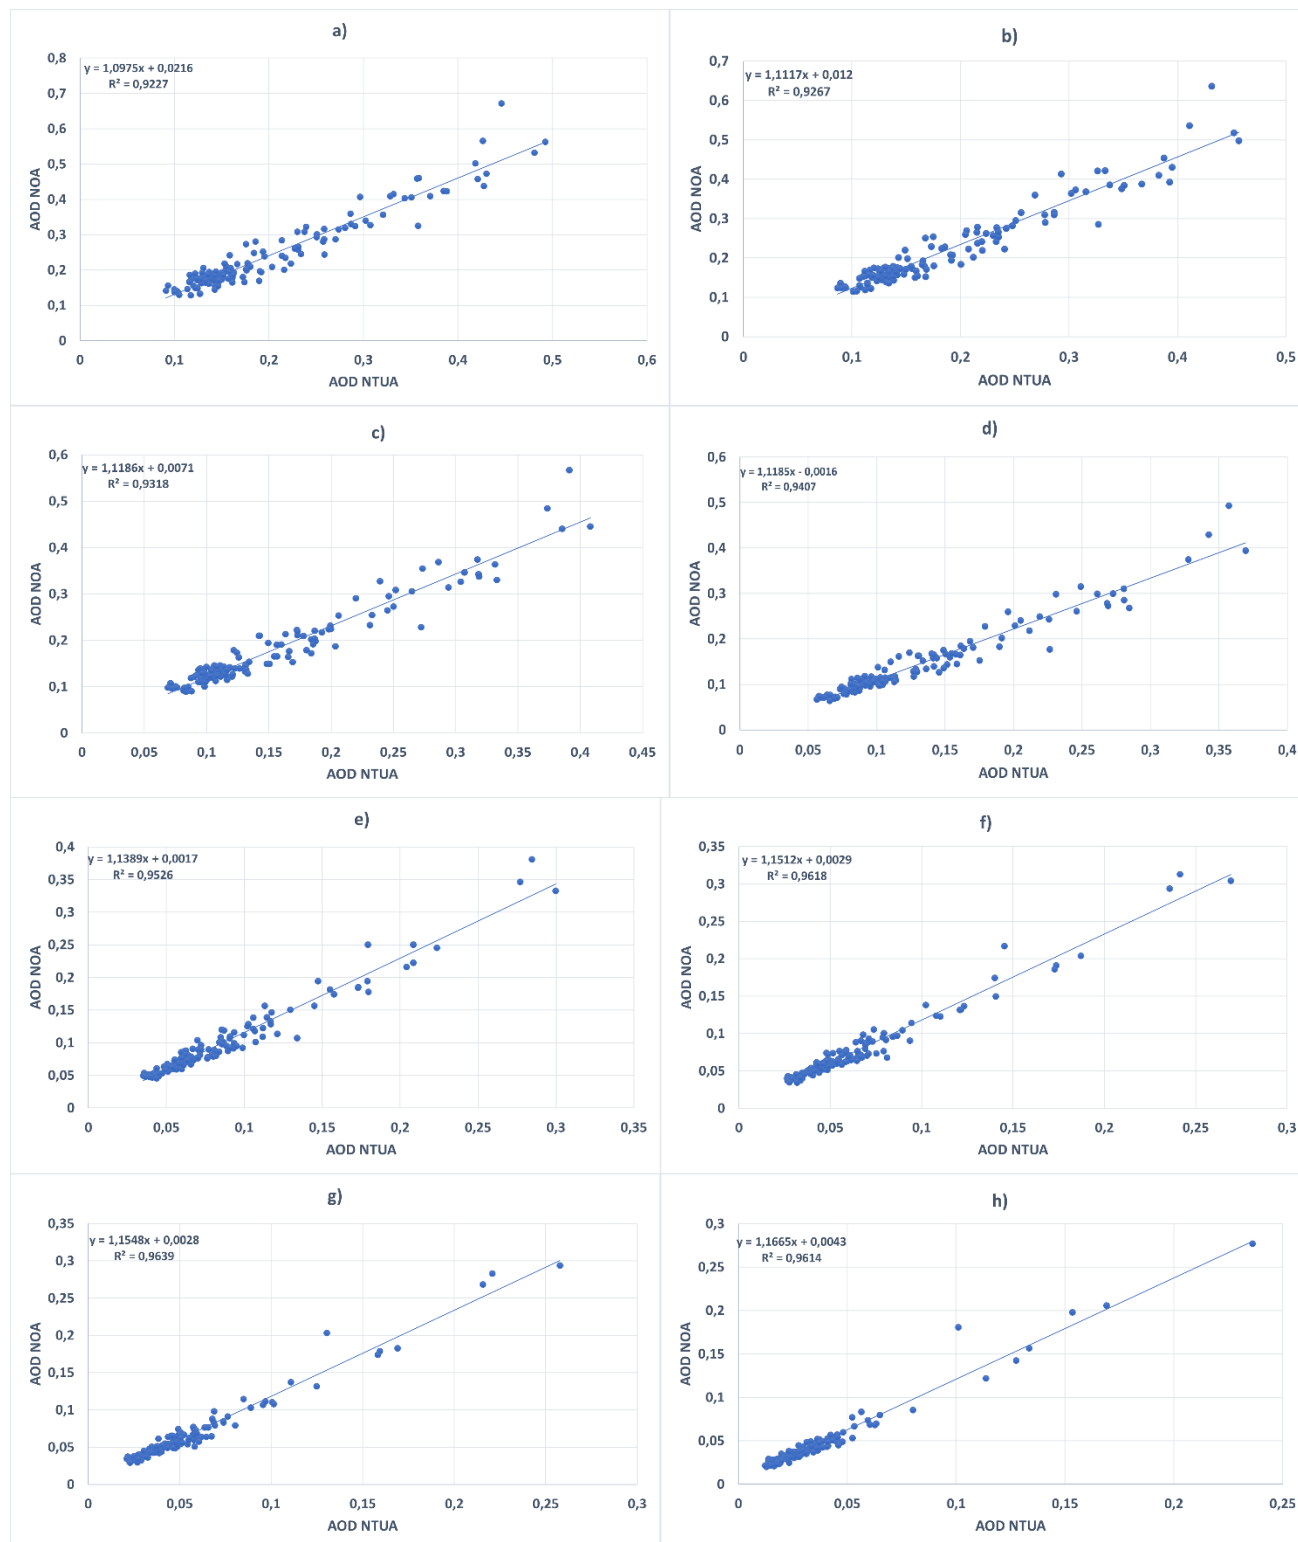 a)
y = 1,0975x + 0,0216
R² = 0,9227
0,8
0,7
0,6
0,5
0,4
0,3
0,2
0,1
0
AOD NOA
0 0,1 0,2 0,3 0,4 0,5 0,6
AOD NTUA
b)
y = 1,1117x + 0,012
R² = 0,9267
0,7
0,6
0,5
0,4
0,3
0,2
0,1
0
AOD NOA
0 0,1 0,2 0,3 0,4 0,5
AOD NTUA
c)
y = 1,1186x + 0,0071
R² = 0,9318
0,6
0,5
0,4
0,3
0,2
0,1
0
AOD NOA
0 0,05 0,1 0,15 0,2 0,25 0,3 0,35 0,4 0,45
AOD NTUA
d)
y = 1,1185x - 0,0016
R² = 0,9407
0,6
0,5
0,4
0,3
0,2
0,1
0
AOD NOA
0 0,05 0,1 0,15 0,2 0,25 0,3 0,35 0,4
AOD NTUA
e)
y = 1,1389x + 0,0017
R² = 0,9526
0,4
0,35
0,3
0,25
0,2
0,15
0,1
0,05
0
AOD NOA
0 0,05 0,1 0,15 0,2 0,25 0,3 0,35
AOD NTUA
f)
y = 1,1512x + 0,0029
R² = 0,9618
0,35
0,3
0,25
0,2
0,15
0,1
0,05
0
AOD NOA
0 0,05 0,1 0,15 0,2 0,25 0,3
AOD NTUA
g)
y = 1,1548x + 0,0028
R² = 0,9639
0,35
0,3
0,25
0,2
0,15
0,1
0,05
0
AOD NOA
0 0,05 0,1 0,15 0,2 0,25 0,3
AOD NTUA
h)
y = 1,1665x + 0,0043
R² = 0,9614
0,3
0,25
0,2
0,15
0,1
0,05
0
AOD NOA
0 0,05 0,1 0,15 0,2 0,25
AOD NTUA